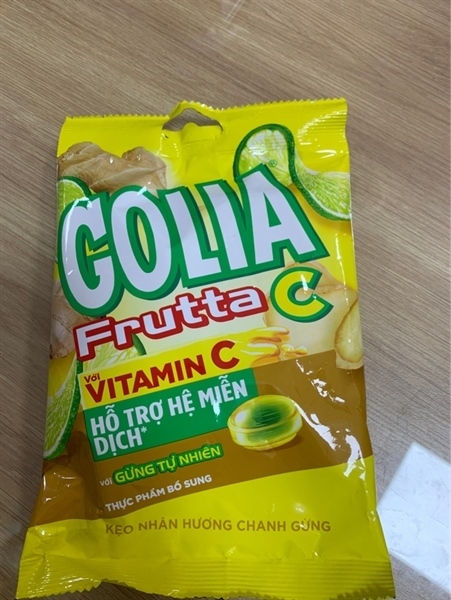 GOLIA®
Frutta C
Với
VITAMIN C
HỖ TRỢ HỆ MIỄN
DỊCH*
với GỪNG TỰ NHIÊN
THỰC PHẨM BỔ SUNG
KẸO NHÂN HƯƠNG CHANH GỪNG